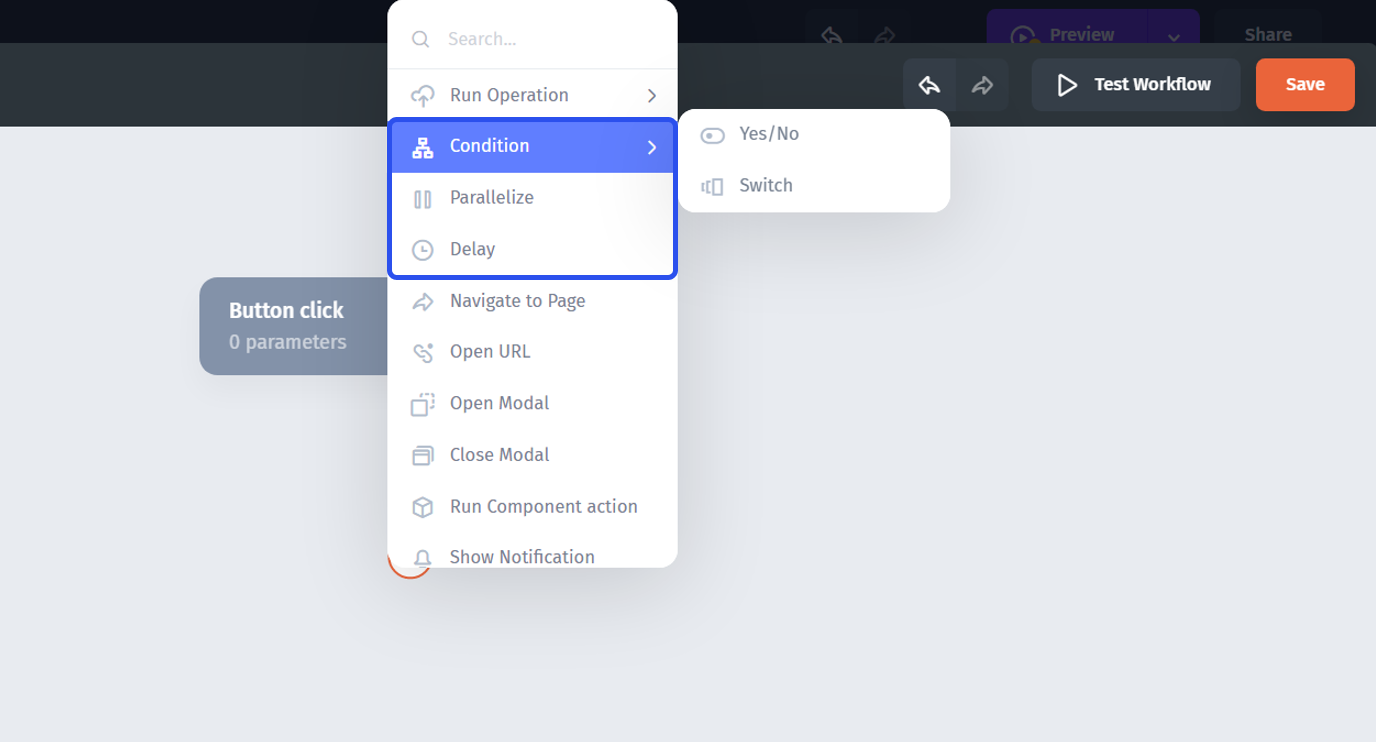 Search...
Preview
Share
Test Workflow
Save
Run Operation
Condition
Parallelize
Delay
Navigate to Page
Open URL
Open Modal
Close Modal
Run Component action
Show Notification
Yes/No
Switch
Button click
0 parameters